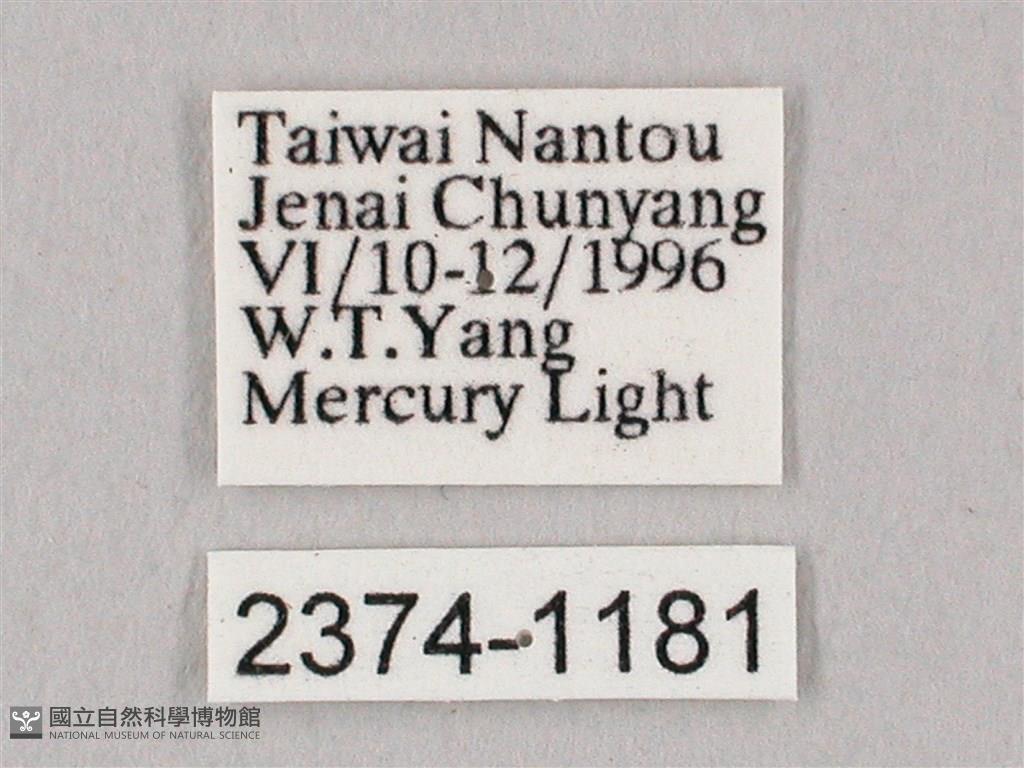 Taiwai Nantou
Jenai Chunyang
VI/10-12/1996
W.T.Yang
Mercury Light
2374-1181
國立自然科學博物館
NATIONAL MUSEUM OF NATURAL SCIENCE